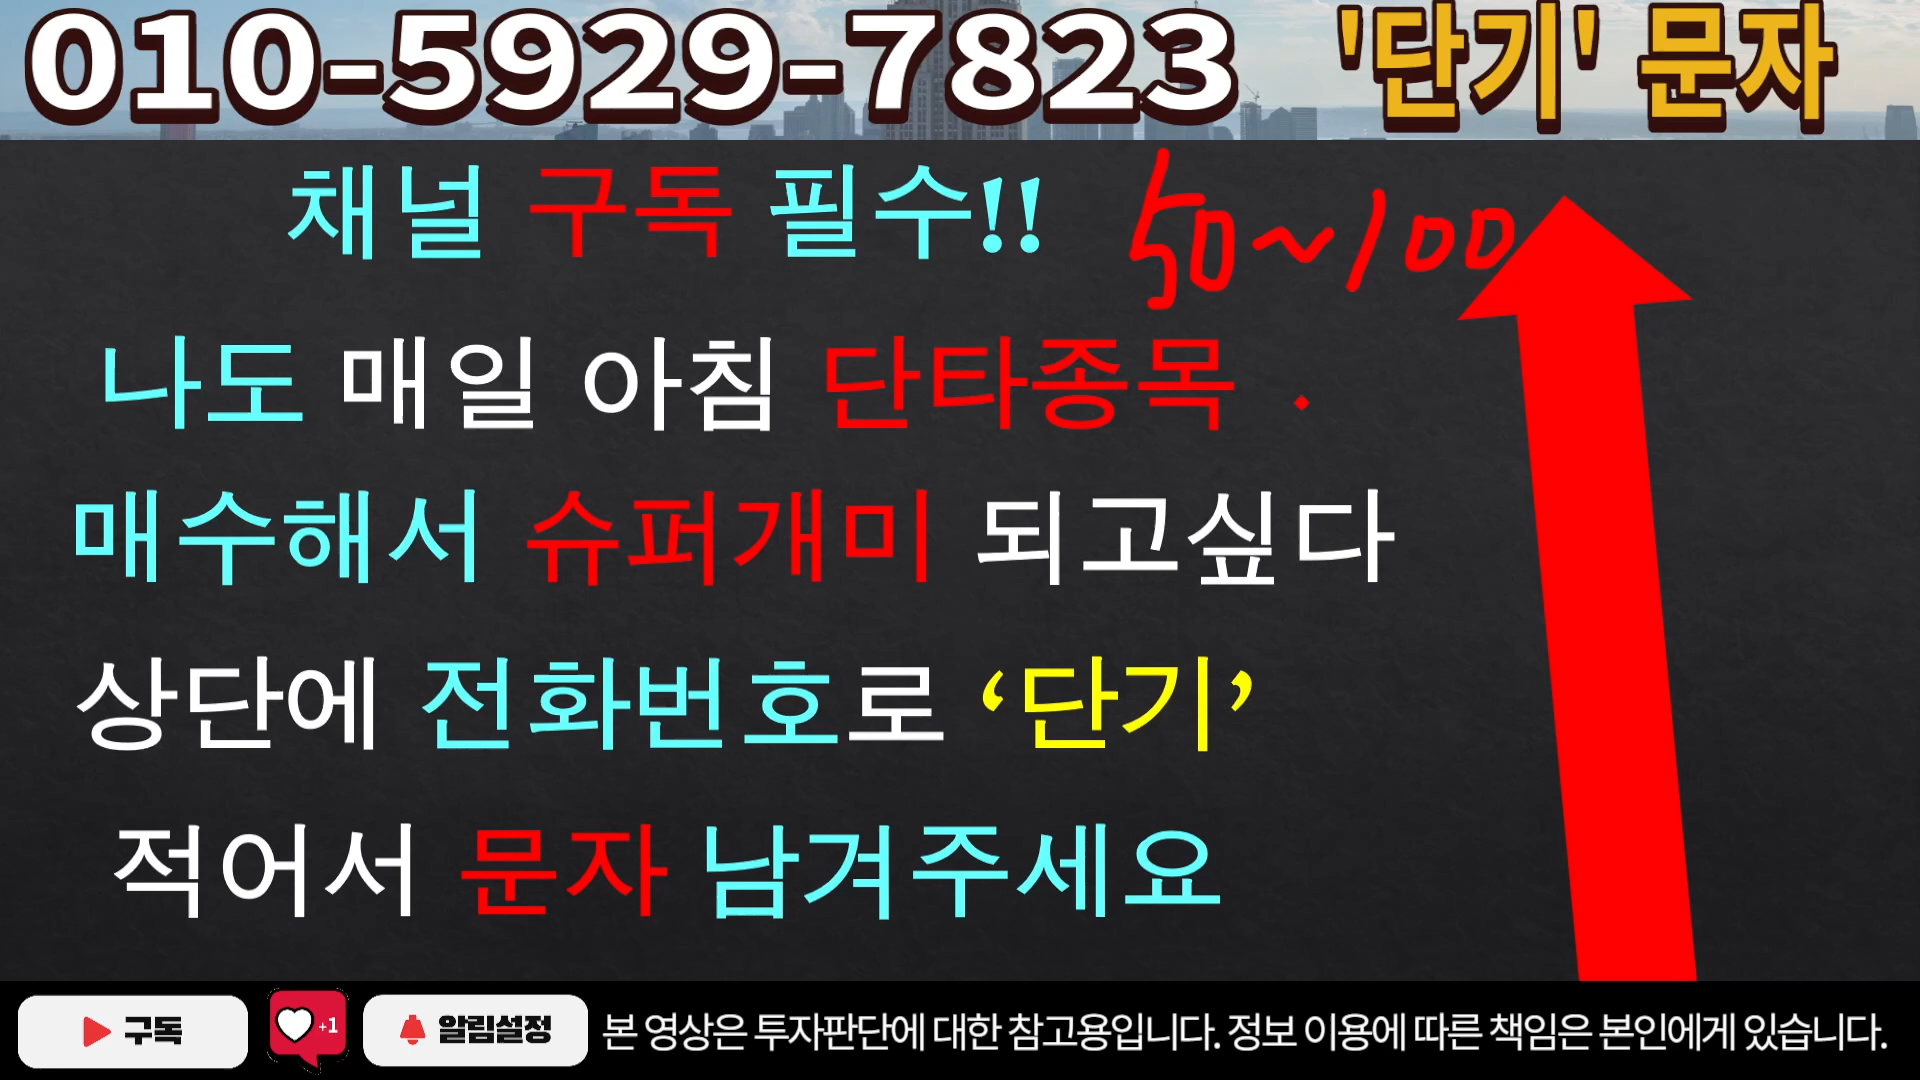 010-5929-7823 '단기' 문자
채널 구독 필수!! 50~100
나도 매일 아침 단타종목 .
매수해서 슈퍼개미 되고싶다
상단에 전화번호로 ‘단기’
적어서 문자 남겨주세요
구독 +1 알림설정 본 영상은 투자판단에 대한 참고용입니다. 정보 이용에 따른 책임은 본인에게 있습니다.